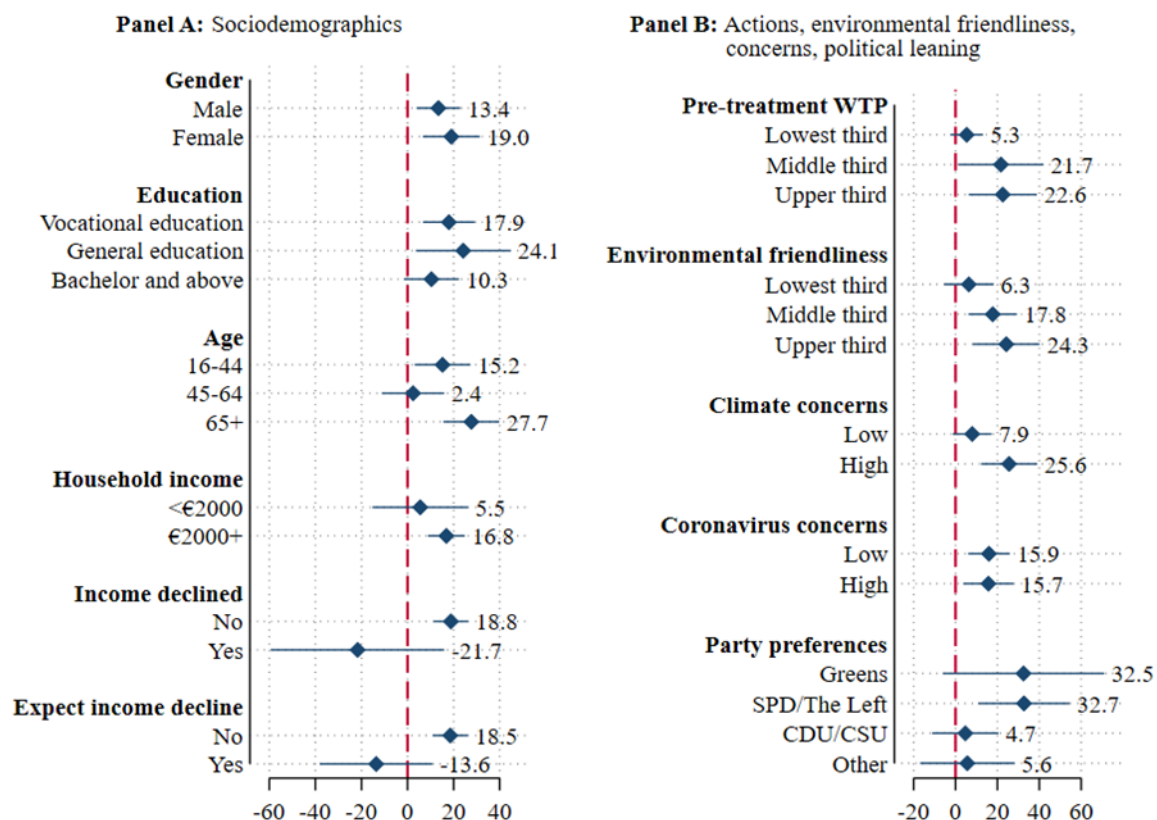 Panel A: Sociodemographics
Gender
Male 13.4
Female 19.0
Education
Vocational education 17.9
General education 24.1
Bachelor and above 10.3
Age
16-44 15.2
45-64 2.4
65+ 27.7
Household income
<€2000 5.5
€2000+ 16.8
Income declined
No 18.8
Yes -21.7
Expect income decline
No 18.5
Yes -13.6
-60 -40 -20 0 20 40 60
Panel B: Actions, environmental friendliness,
concerns, political leaning
Pre-treatment WTP
Lowest third 5.3
Middle third 21.7
Upper third 22.6
Environmental friendliness
Lowest third 6.3
Middle third 17.8
Upper third 24.3
Climate concerns
Low 7.9
High 25.6
Coronavirus concerns
Low 15.9
High 15.7
Party preferences
Greens 32.5
SPD/The Left 32.7
CDU/CSU 4.7
Other 5.6
-20 0 20 40 60